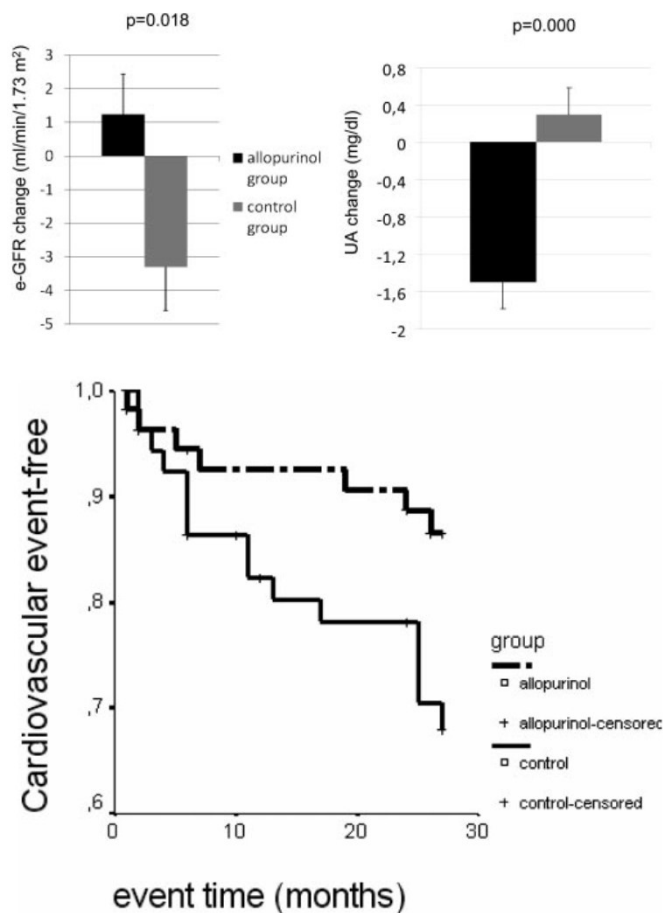 p=0.018
e-GFR change (ml/min/1.73 m²)
3
2
1
0
-1
-2
-3
-4
-5
allopurinol
group
control
group
p=0.000
UA change (mg/dl)
0,8
0,4
0
-0,4
-0,8
-1,2
-1,6
-2
Cardiovascular event-free
1,0
,9
,8
,7
,6
0
10
20
30
event time (months)
group
allopurinol
allopurinol-censored
control
control-censored